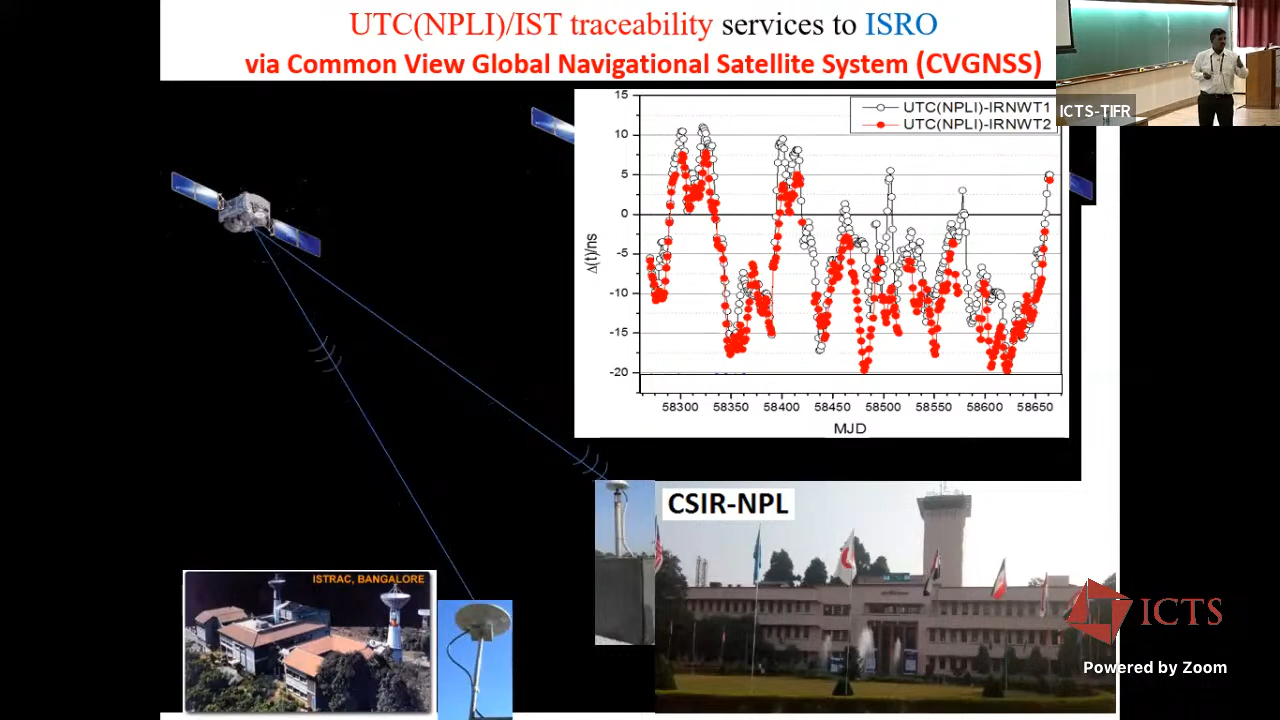 UTC(NPLI)/IST traceability services to ISRO
via Common View Global Navigational Satellite System (CVGNSS)
ICTS-TIFR
UTC(NPLI)-IRNWT1
UTC(NPLI)-IRNWT2
15
10
5
0
-5
-10
-15
-20
Δ(t)/ns
58300 58350 58400 58450 58500 58550 58600 58650
MJD
CSIR-NPL
ISTRAC, BANGALORE
ICTS
Powered by Zoom